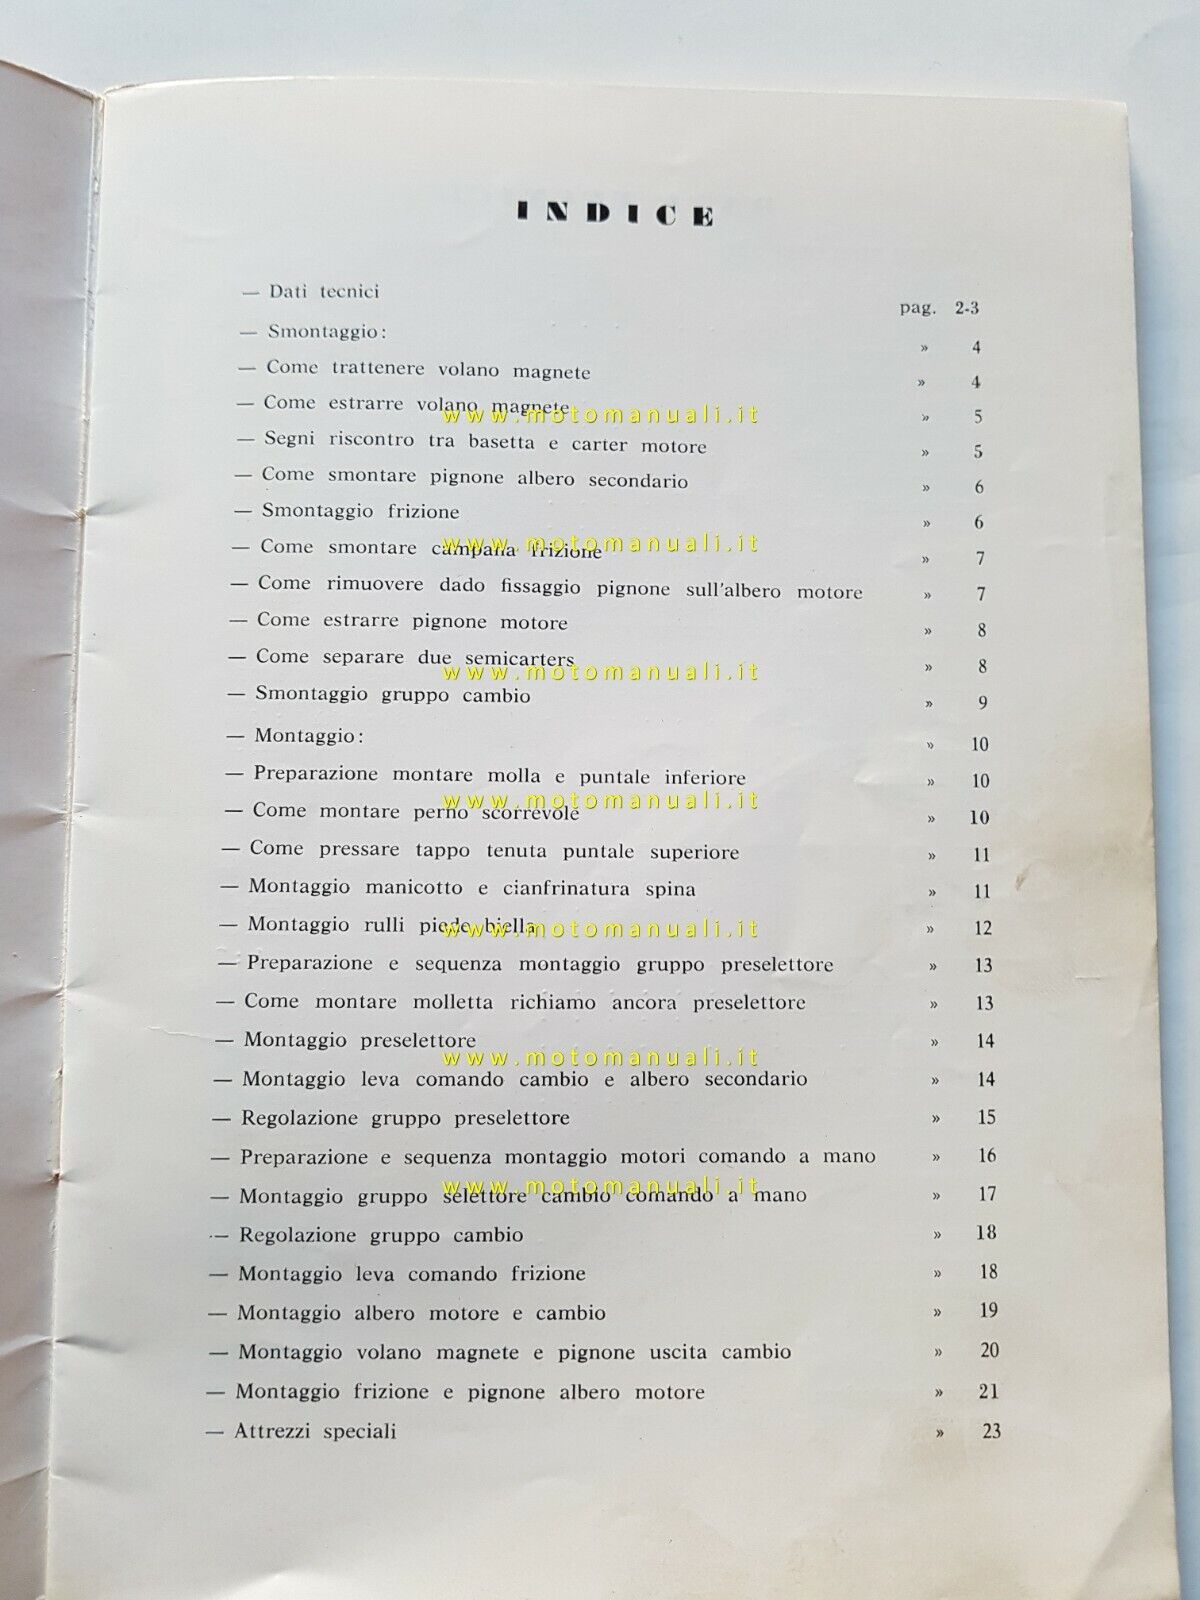 INDICE
— Dati tecnici pag. 2-3
— Smontaggio: » 4
— Come trattenere volano magnete » 4
— Come estrarre volano magnete » 5
www.motomanuali.it
— Segni riscontro tra basetta e carter motore » 5
— Come smontare pignone albero secondario » 6
— Smontaggio frizione » 6
— Come smontare campana frizione » 7
www.motomanuali.it
— Come rimuovere dado fissaggio pignone sull'albero motore » 7
— Come estrarre pignone motore » 8
— Come separare due semicarters » 8
www.motomanuali.it
— Smontaggio gruppo cambio » 9
— Montaggio: » 10
— Preparazione montare molla e puntale inferiore » 10
— Come montare perno scorrevole » 10
www.motomanuali.it
— Come pressare tappo tenuta puntale superiore » 11
— Montaggio manicotto e cianfrinatura spina » 11
— Montaggio rulli piede biella » 12
www.motomanuali.it
— Preparazione e sequenza montaggio gruppo preselettore » 13
— Come montare molletta richiamo ancora preselettore » 13
— Montaggio preselettore » 14
www.motomanuali.it
— Montaggio leva comando cambio e albero secondario » 14
— Regolazione gruppo preselettore » 15
— Preparazione e sequenza montaggio motori comando a mano » 16
— Montaggio gruppo selettore cambio comando a mano » 17
www.motomanuali.it
— Regolazione gruppo cambio » 18
— Montaggio leva comando frizione » 18
— Montaggio albero motore e cambio » 19
— Montaggio volano magnete e pignone uscita cambio » 20
— Montaggio frizione e pignone albero motore » 21
— Attrezzi speciali » 23